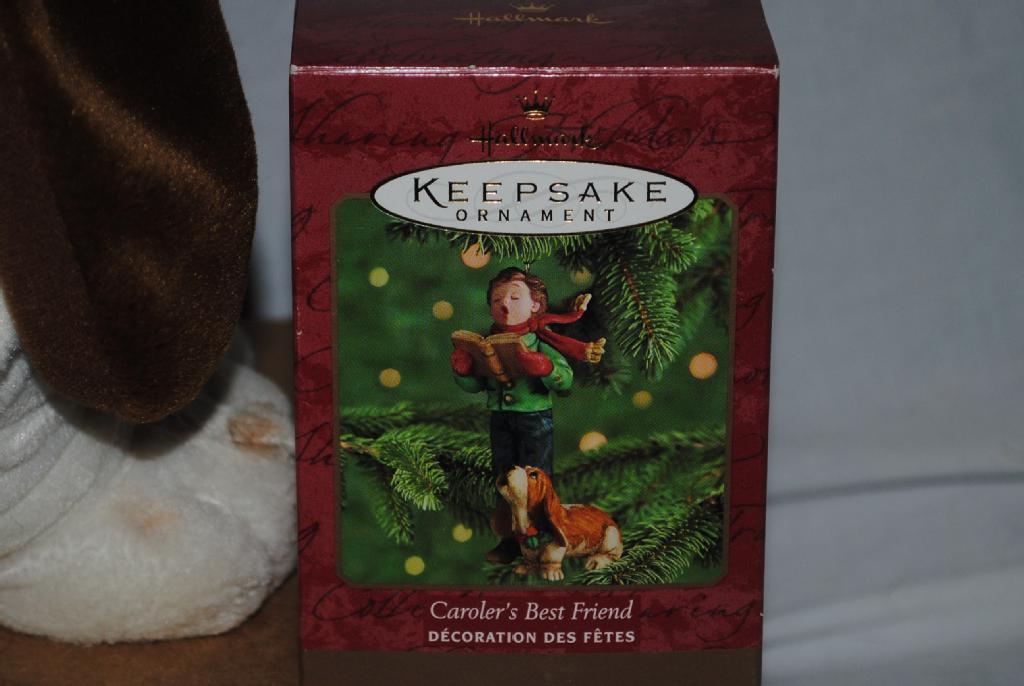 Hallmark
Hallmark
KEEPSAKE
ORNAMENT
Caroler's Best Friend
DÉCORATION DES FÊTES